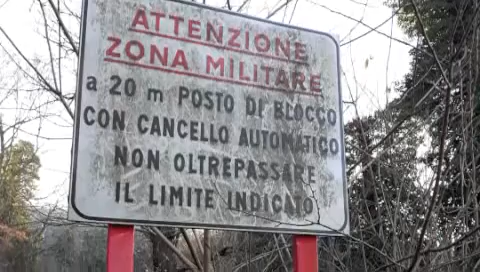 ATTENZIONE
ZONA MILITARE
a 20 m POSTO DI BLOCCO
CON CANCELLO AUTOMATICO
NON OLTREPASSARE
IL LIMITE INDICATO